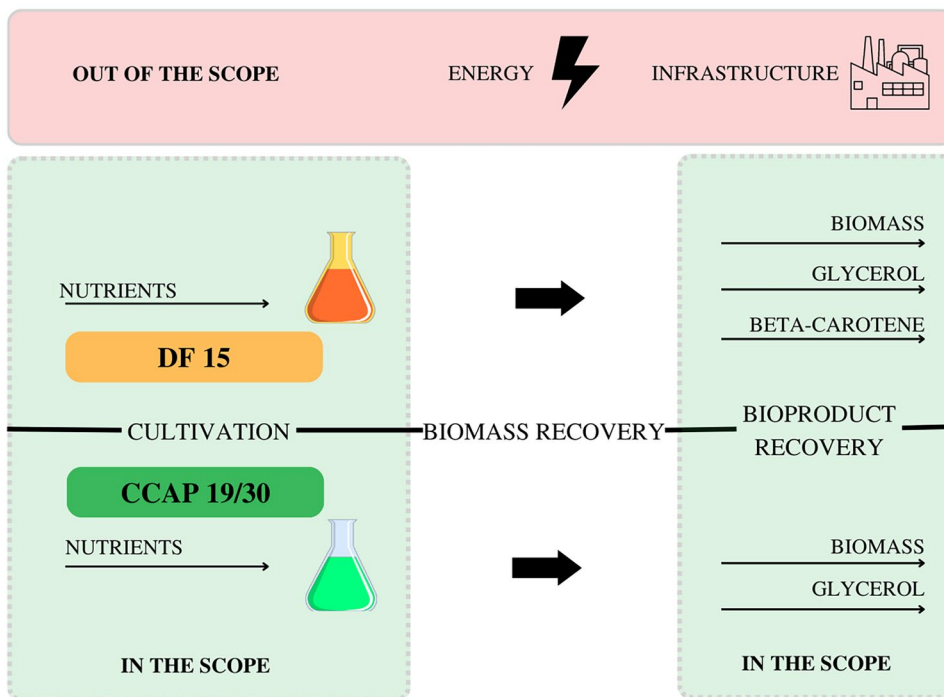 OUT OF THE SCOPE
ENERGY
INFRASTRUCTURE
NUTRIENTS
DF 15
BIOMASS
GLYCEROL
BETA-CAROTENE
CULTIVATION
BIOMASS RECOVERY
BIOPRODUCT
RECOVERY
CCAP 19/30
NUTRIENTS
BIOMASS
GLYCEROL
IN THE SCOPE
IN THE SCOPE